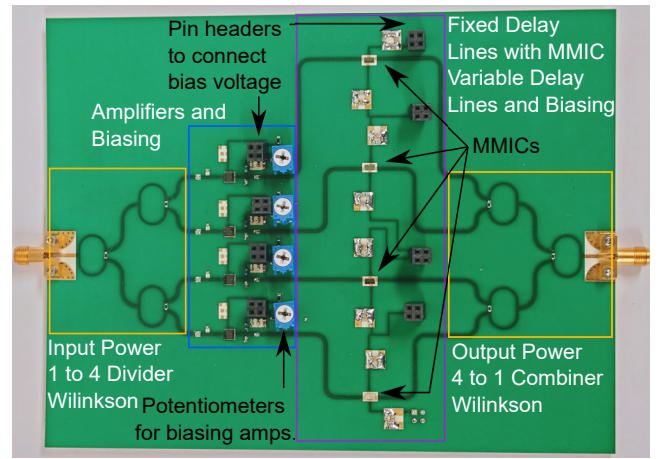 Pin headers
to connect
bias voltage
Fixed Delay
Lines with MMIC
Variable Delay
Lines and Biasing
Amplifiers and
Biasing
MMICs
Input Power
1 to 4 Divider
Wilinkson
Potentiometers
for biasing amps.
Output Power
4 to 1 Combiner
Wilinkson